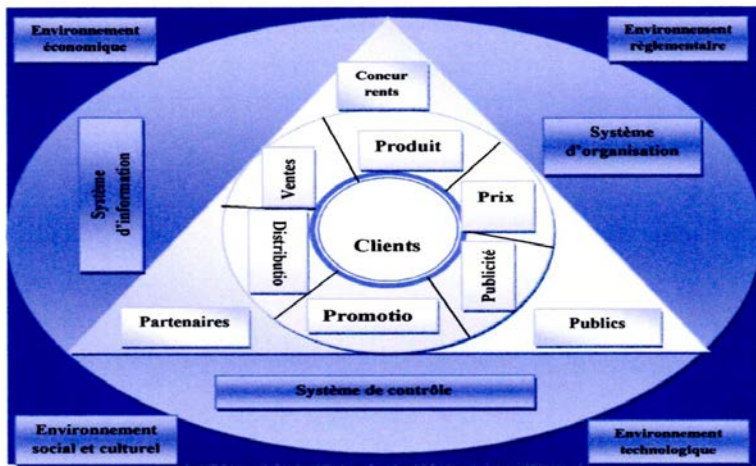 Environnement
économique
Environnement
règlementaire
Concur
rents
Système
d'information
Système
d'organisation
Produit
Ventes
Prix
Clients
Distributio
Publicité
Promotio
Partenaires
Publics
Système de contrôle
Environnement
social et culturel
Environnement
technologique